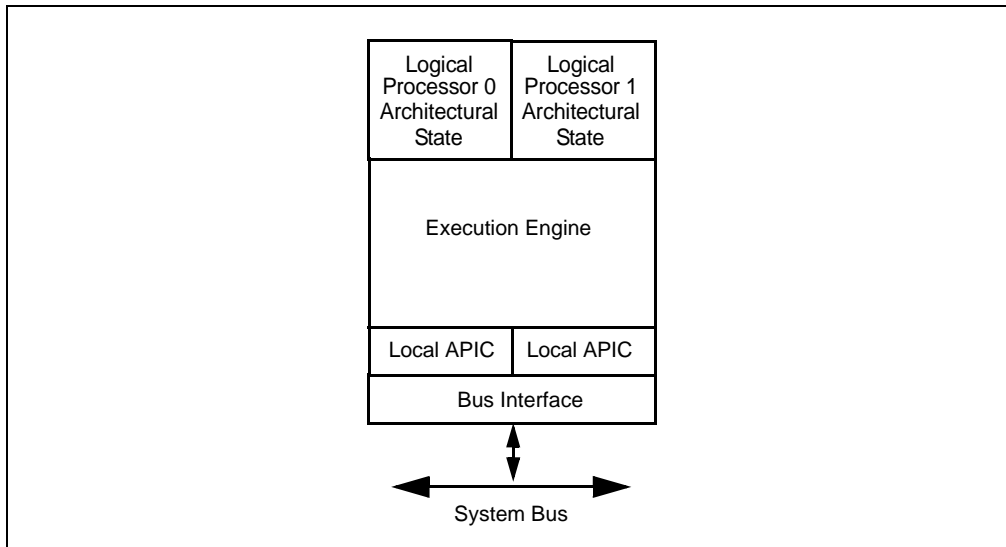 Logical
Processor 0
Architectural
State
Logical
Processor 1
Architectural
State
Execution Engine
Local APIC
Local APIC
Bus Interface
System Bus